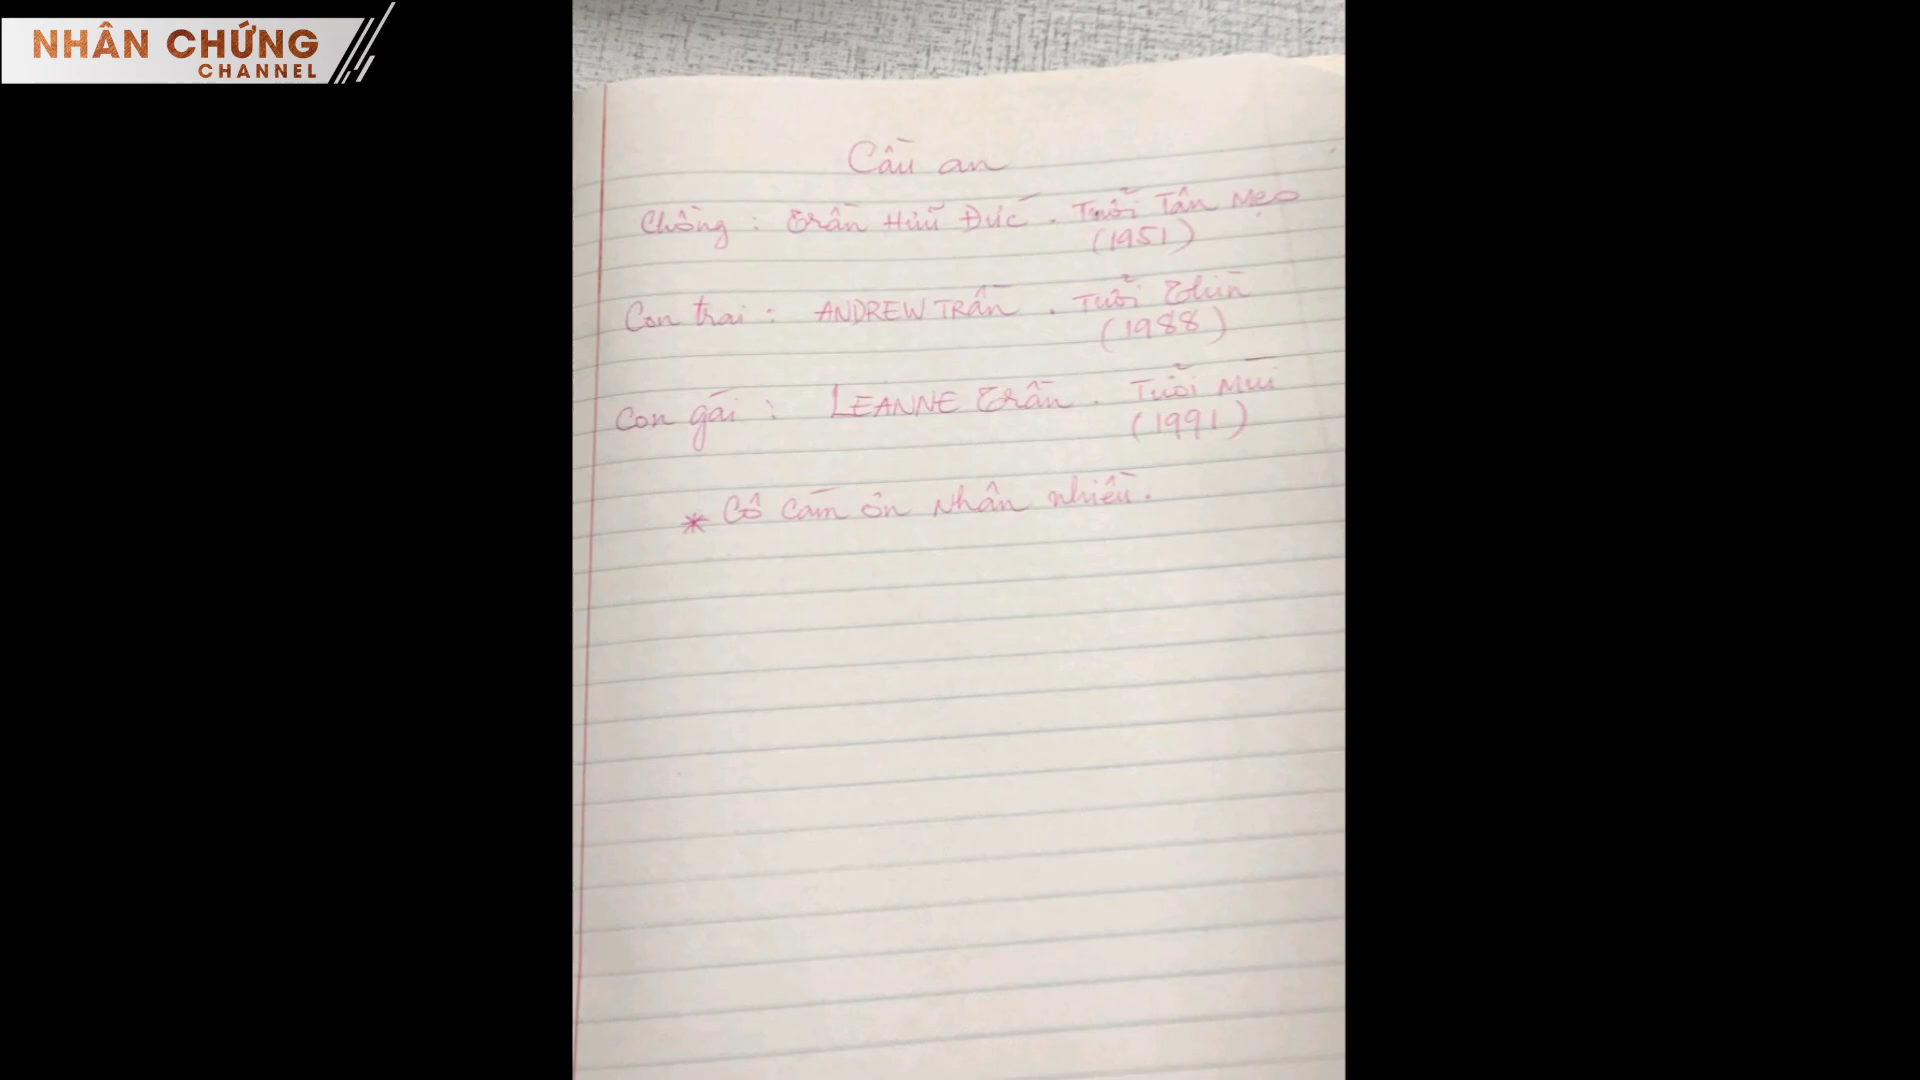 NHÂN CHỨNG
CHANNEL
Cầu an
Chồng : Trần Hữu Đức . Tuổi Tân Mẹo
(1951)
Con trai : ANDREW TRẦN . Tuổi Thìn
(1988)
Con gái : LEANNE Trần . Tuổi Mùi
(1991)
* Cô cám ơn Nhân nhiều.